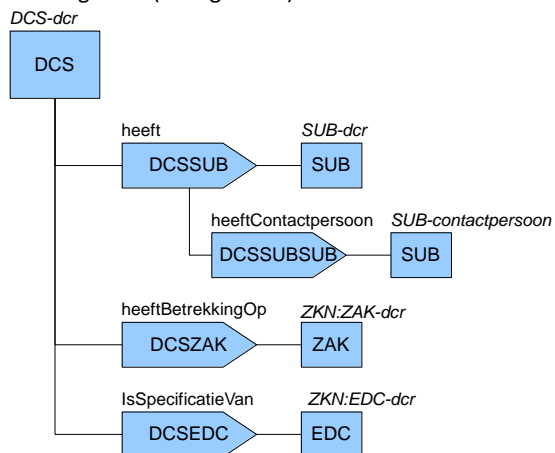 DCS-dcr
DCS
heeft
SUB-dcr
DCSSUB
SUB
heeftContactpersoon
SUB-contactpersoon
DCSSUBSUB
SUB
heeftBetrekkingOp
ZKN:ZAK-dcr
DCSZAK
ZAK
IsSpecificatieVan
ZKN:EDC-dcr
DCSEDC
EDC